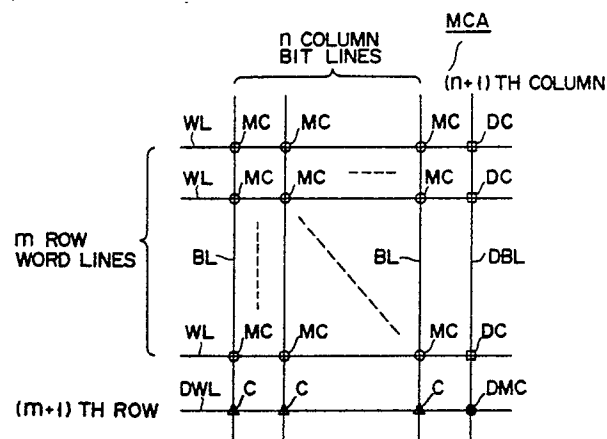 MCA
n COLUMN
BIT LINES
(n+1) TH COLUMN
WL MC MC MC DC
WL MC MC MC DC
m ROW
WORD LINES
BL BL DBL
WL MC MC MC DC
DWL C C C DMC
(m+1) TH ROW